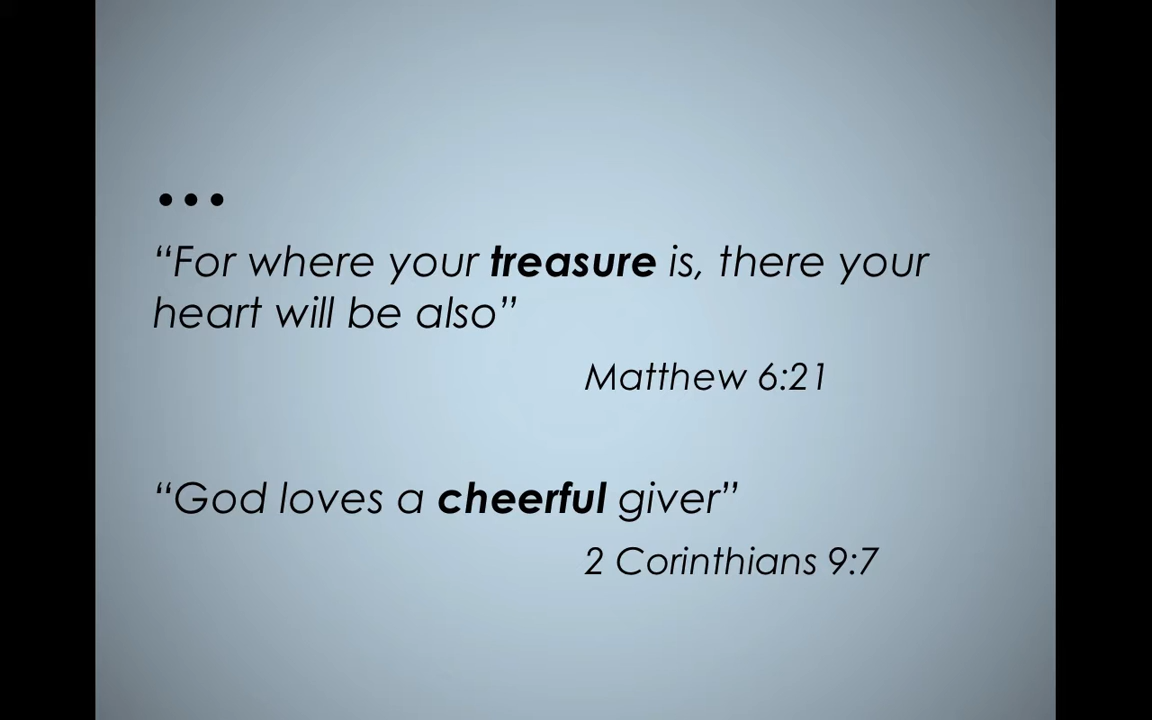 ...
“For where your treasure is, there your
heart will be also”
Matthew 6:21
“God loves a cheerful giver”
2 Corinthians 9:7